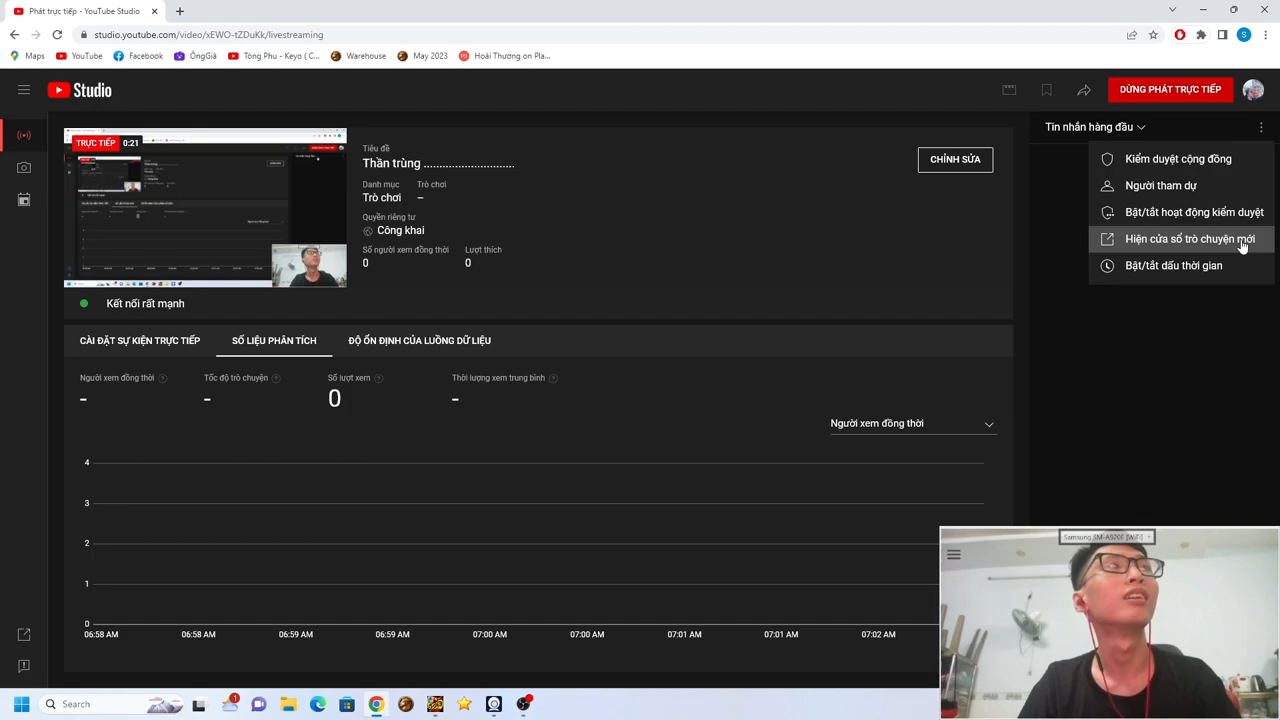 Phát trực tiếp - YouTube Studio
studio.youtube.com/video/xEWO-tZDuKk/livestreaming
S
Maps
YouTube
Facebook
ÔngGià
Tòng Phu - Keyo ( C...
Warehouse
May 2023
Hoài Thương on Pla...
Studio
DỪNG PHÁT TRỰC TIẾP
TRỰC TIẾP 0:21
Tiêu đề
Thần trùng ............................
Danh mục Trò chơi
Trò chơi –
Quyền riêng tư
Công khai
Số người xem đồng thời Lượt thích
0 0
CHỈNH SỬA
Kết nối rất mạnh
CÀI ĐẶT SỰ KIỆN TRỰC TIẾP SỐ LIỆU PHÂN TÍCH ĐỘ ỔN ĐỊNH CỦA LUỒNG DỮ LIỆU
Người xem đồng thời Tốc độ trò chuyện Số lượt xem Thời lượng xem trung bình
- - 0 -
Người xem đồng thời
4
3
2
1
0
06:58 AM 06:58 AM 06:59 AM 06:59 AM 07:00 AM 07:00 AM 07:01 AM 07:01 AM 07:02 AM
Tin nhắn hàng đầu
Kiểm duyệt cộng đồng
Người tham dự
Bật/tắt hoạt động kiểm duyệt
Hiện cửa sổ trò chuyện mới
Bật/tắt dấu thời gian
Samsung SM-A920F [WiFi]
Search
1